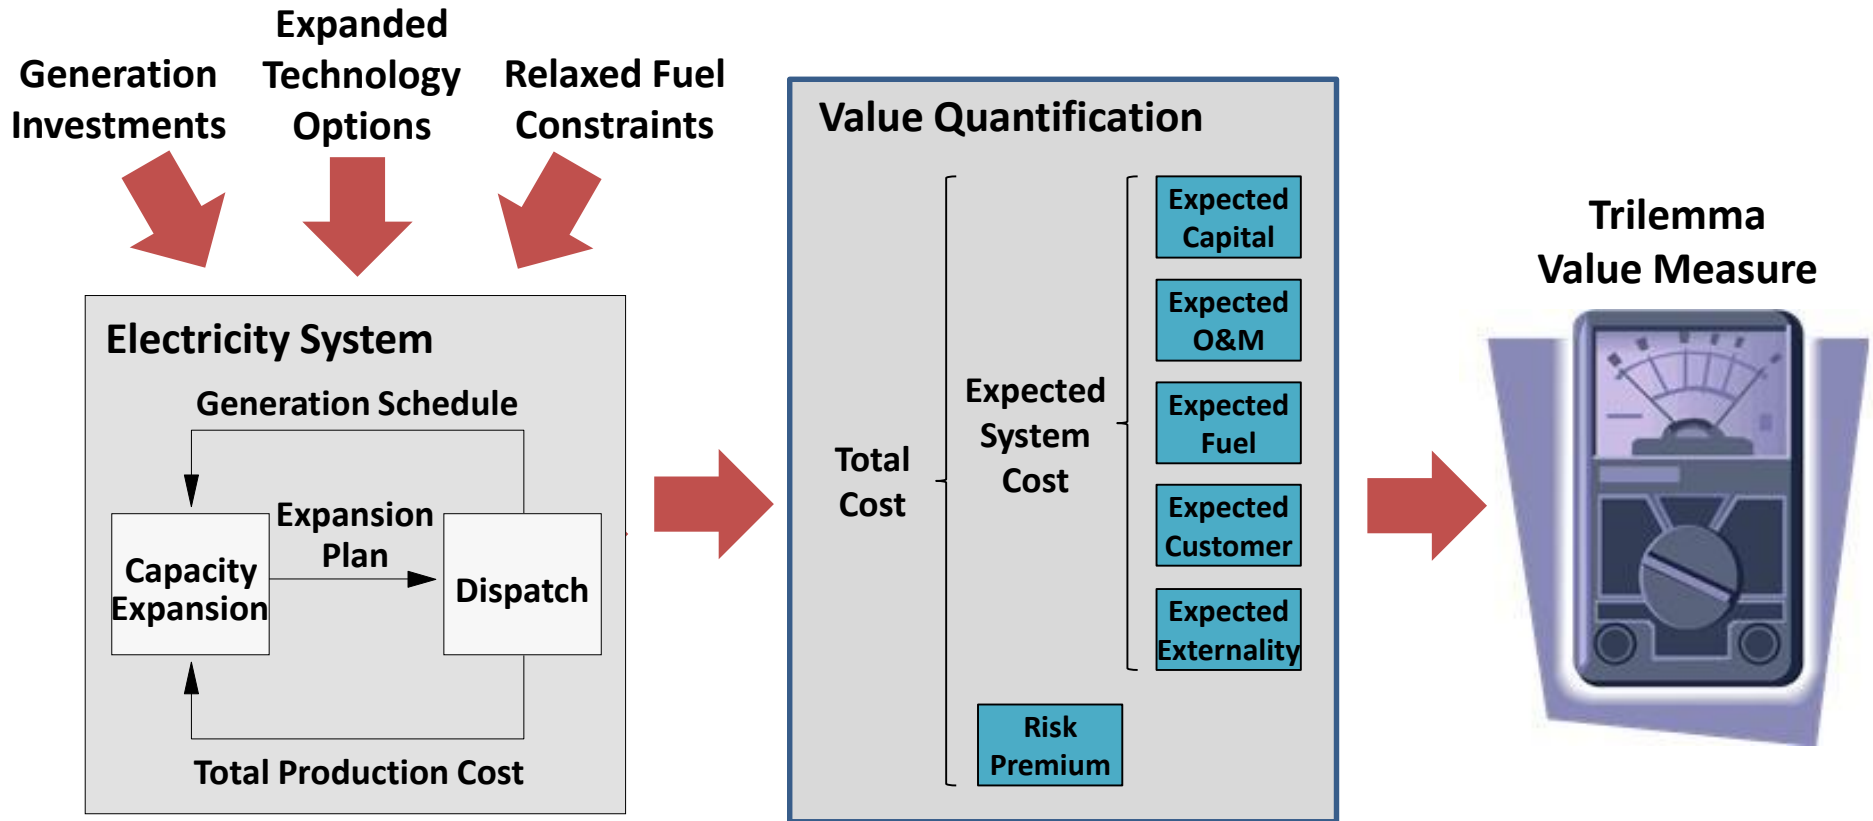 Generation
Investments
Expanded
Technology
Options
Relaxed Fuel
Constraints
Electricity System
Generation Schedule
Expansion
Plan
Capacity
Expansion
Dispatch
Total Production Cost
Value Quantification
Total
Cost
Expected
System
Cost
Expected
Capital
Expected
O&M
Expected
Fuel
Expected
Customer
Expected
Externality
Risk
Premium
Trilemma
Value Measure